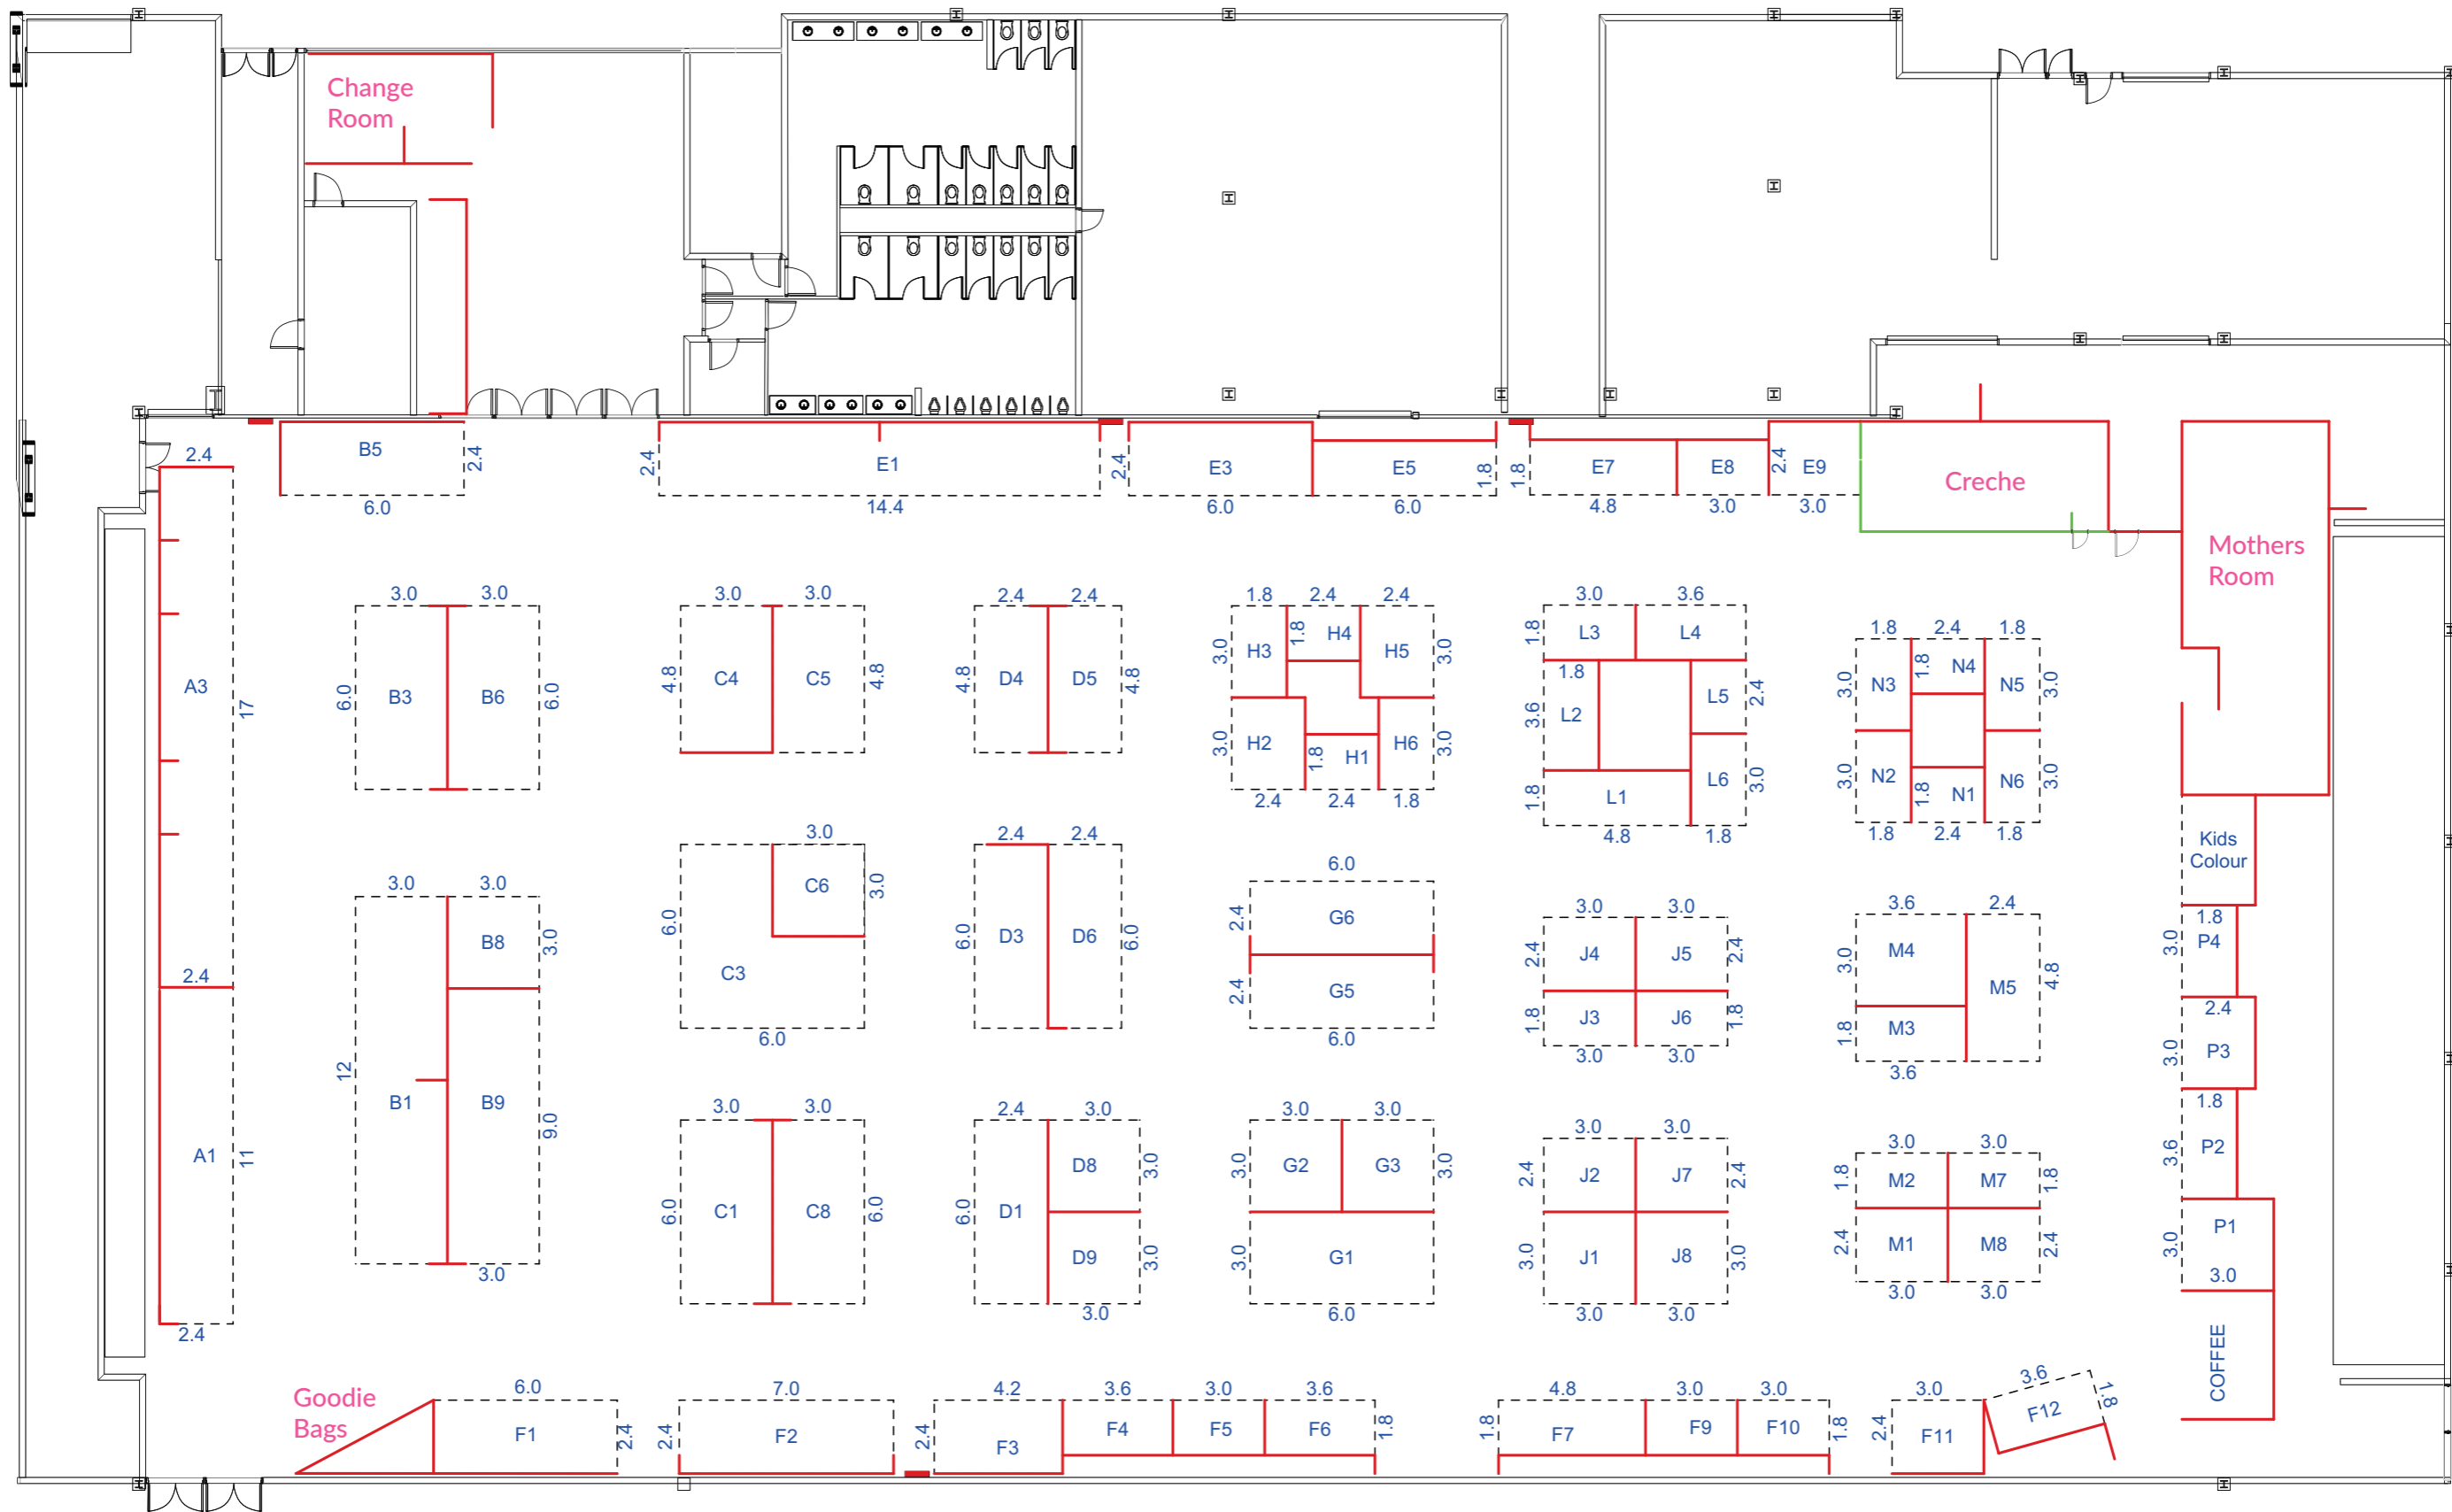 Change
Room
2.4
B5
2.4
6.0
2.4
E1
14.4
2.4
E3
6.0
E5
1.8
6.0
1.8
E7
4.8
E8
3.0
2.4
E9
3.0
Creche
Mothers
Room
A3
17
2.4
A1
11
2.4
3.0
3.0
6.0
B3
B6
6.0
3.0
3.0
4.8
C4
C5
4.8
2.4
2.4
4.8
D4
D5
4.8
1.8
2.4
2.4
3.0
H3
1.8
H4
H5
3.0
3.0
H2
1.8
H1
H6
3.0
2.4
2.4
1.8
3.0
3.6
1.8
L3
L4
1.8
3.6
L2
L5
2.4
1.8
L1
L6
3.0
4.8
1.8
1.8
2.4
1.8
3.0
N3
1.8
N4
N5
3.0
3.0
N2
1.8
N1
N6
3.0
1.8
2.4
1.8
Kids
Colour
3.0
3.0
B8
3.0
12
B1
B9
9.0
3.0
3.0
6.0
C6
3.0
C3
6.0
2.4
2.4
6.0
D3
D6
6.0
6.0
2.4
G6
2.4
G5
6.0
3.0
3.0
2.4
J4
J5
2.4
1.8
J3
J6
1.8
3.0
3.0
3.6
2.4
3.0
M4
M5
4.8
1.8
M3
3.6
1.8
3.0
P4
2.4
3.0
P3
1.8
3.6
P2
P1
3.0
3.0
COFFEE
3.0
3.0
6.0
C1
C8
6.0
2.4
3.0
6.0
D1
D8
3.0
D9
3.0
3.0
3.0
3.0
3.0
G2
G3
3.0
3.0
G1
6.0
3.0
3.0
2.4
J2
J7
2.4
3.0
J1
J8
3.0
3.0
3.0
3.0
3.0
1.8
M2
M7
1.8
2.4
M1
M8
2.4
3.0
3.0
Goodie
Bags
6.0
F1
2.4
7.0
2.4
F2
4.2
2.4
F3
3.6
F4
3.0
F5
3.6
F6
1.8
4.8
1.8
F7
3.0
F9
3.0
F10
1.8
3.0
2.4
F11
3.6
F12
1.8